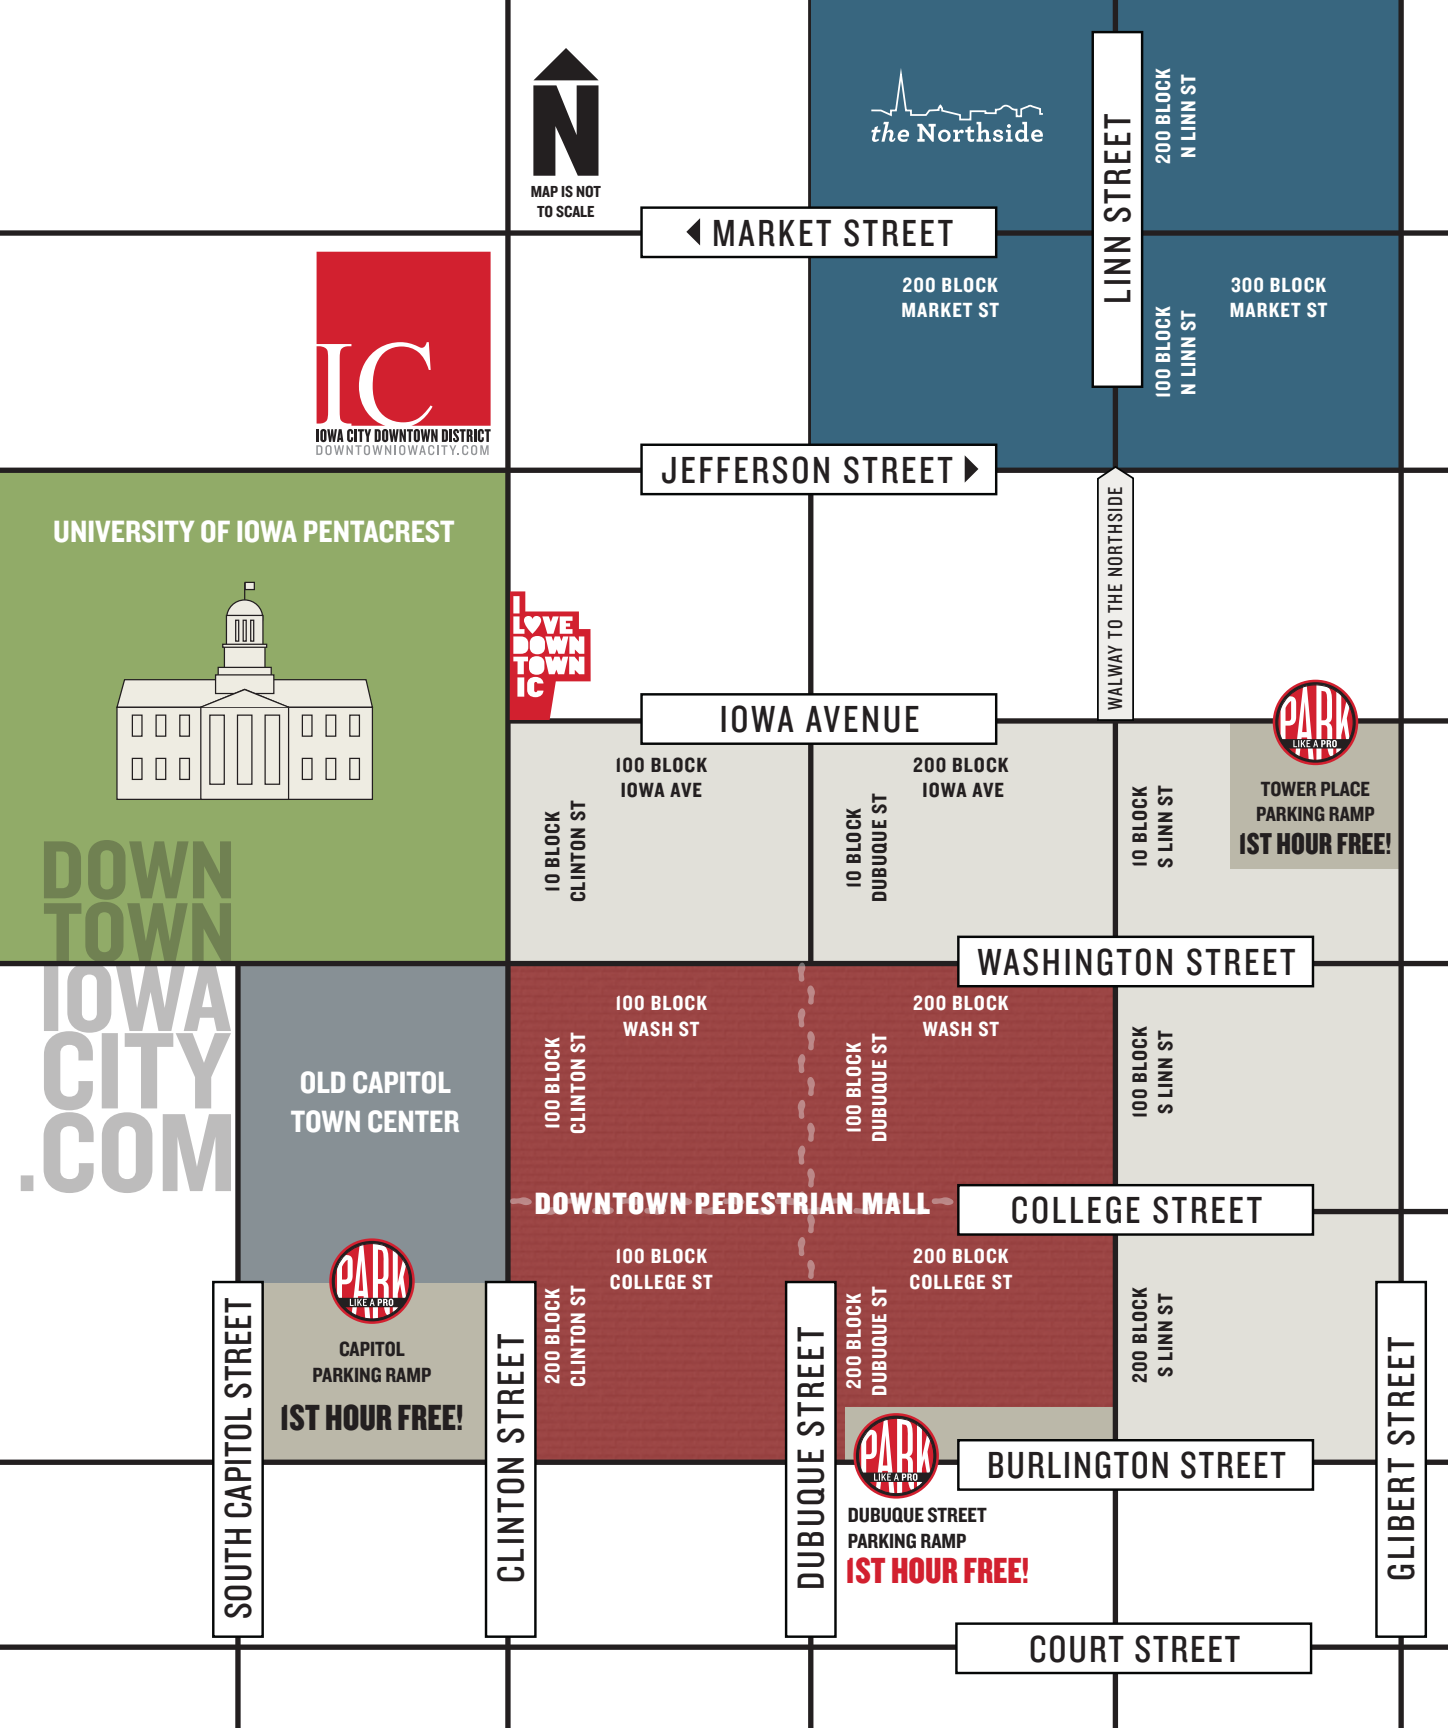 N
MAP IS NOT
TO SCALE
the Northside
LINN STREET
200 BLOCK
N LINN ST
◀ MARKET STREET
200 BLOCK
MARKET ST
300 BLOCK
MARKET ST
100 BLOCK
N LINN ST
IC
IOWA CITY DOWNTOWN DISTRICT
DOWNTOWNIOWACITY.COM
JEFFERSON STREET ▶
UNIVERSITY OF IOWA PENTACREST
WALWAY TO THE NORTHSIDE
I
LOVE
DOWN
TOWN
IC
IOWA AVENUE
PARK
LIKE A PRO
TOWER PLACE
PARKING RAMP
1ST HOUR FREE!
100 BLOCK
IOWA AVE
200 BLOCK
IOWA AVE
10 BLOCK
CLINTON ST
10 BLOCK
DUBUQUE ST
10 BLOCK
S LINN ST
DOWN
TOWN
IOWA
CITY
.COM
WASHINGTON STREET
100 BLOCK
WASH ST
200 BLOCK
WASH ST
100 BLOCK
CLINTON ST
100 BLOCK
DUBUQUE ST
100 BLOCK
S LINN ST
OLD CAPITOL
TOWN CENTER
DOWNTOWN PEDESTRIAN MALL
COLLEGE STREET
100 BLOCK
COLLEGE ST
200 BLOCK
COLLEGE ST
200 BLOCK
CLINTON ST
200 BLOCK
DUBUQUE ST
200 BLOCK
S LINN ST
PARK
LIKE A PRO
CAPITOL
PARKING RAMP
1ST HOUR FREE!
SOUTH CAPITOL STREET
CLINTON STREET
DUBUQUE STREET
GLIBERT STREET
PARK
LIKE A PRO
BURLINGTON STREET
DUBUQUE STREET
PARKING RAMP
1ST HOUR FREE!
COURT STREET